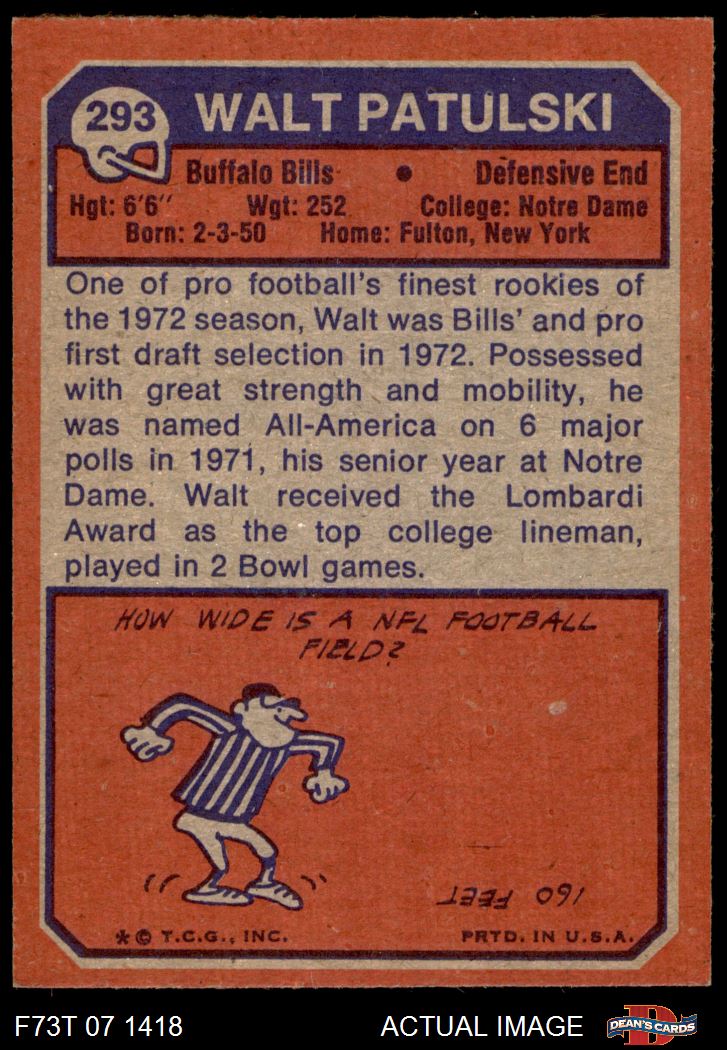 293 WALT PATULSKI
Buffalo Bills • Defensive End
Hgt: 6'6" Wgt: 252 College: Notre Dame
Born: 2-3-50 Home: Fulton, New York
One of pro football's finest rookies of
the 1972 season, Walt was Bills' and pro
first draft selection in 1972. Possessed
with great strength and mobility, he
was named All-America on 6 major
polls in 1971, his senior year at Notre
Dame. Walt received the Lombardi
Award as the top college lineman,
played in 2 Bowl games.
HOW WIDE IS A NFL FOOTBALL
FIELD?
160 FEET
* © T.C.G., INC. PRTD. IN U.S.A.
F73T 07 1418 ACTUAL IMAGE D DEAN'S CARDS